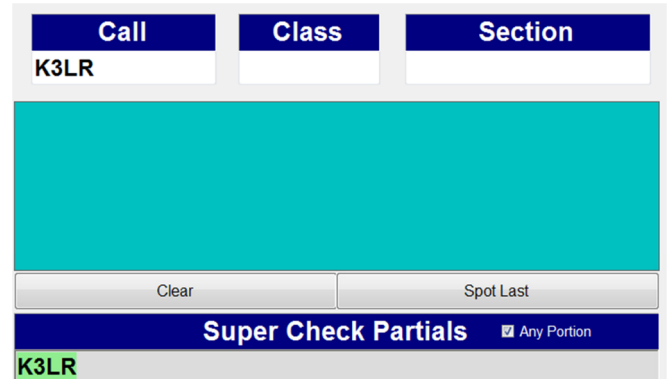 Call Class Section
K3LR
Clear Spot Last
Super Check Partials Any Portion
K3LR